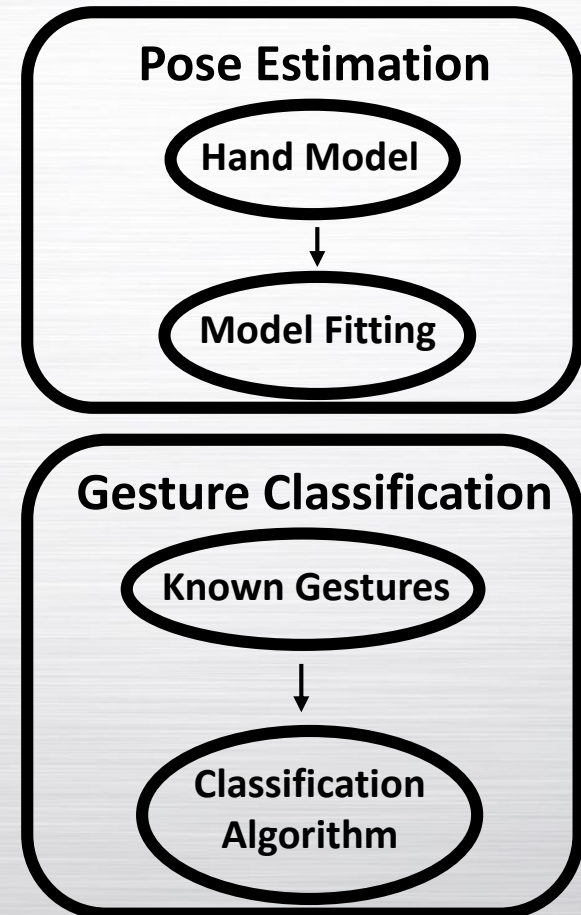 Pose Estimation
Hand Model
Model Fitting
Gesture Classification
Known Gestures
Classification
Algorithm